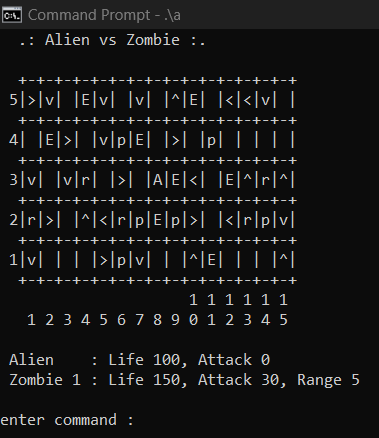 Command Prompt - .\a
.: Alien vs Zombie :.
+-+-+-+-+-+-+-+-+-+-+-+-+-+-+-+
5|>|v| |E|v| |v| |^|E| |<|<|v| |
+-+-+-+-+-+-+-+-+-+-+-+-+-+-+-+
4| |E|>| |v|p|E| |>| |p| | | | |
+-+-+-+-+-+-+-+-+-+-+-+-+-+-+-+
3|v| |v|r| |>| |A|E|<| |E|^|r|^|
+-+-+-+-+-+-+-+-+-+-+-+-+-+-+-+
2|r|>| |^|<|r|p|E|p|>| |<|r|p|v|
+-+-+-+-+-+-+-+-+-+-+-+-+-+-+-+
1|v| | | |>|p|v| | |^|E| | | |^|
+-+-+-+-+-+-+-+-+-+-+-+-+-+-+-+
1 1 1 1 1 1
1 2 3 4 5 6 7 8 9 0 1 2 3 4 5
Alien    : Life 100, Attack 0
Zombie 1 : Life 150, Attack 30, Range 5
enter command :